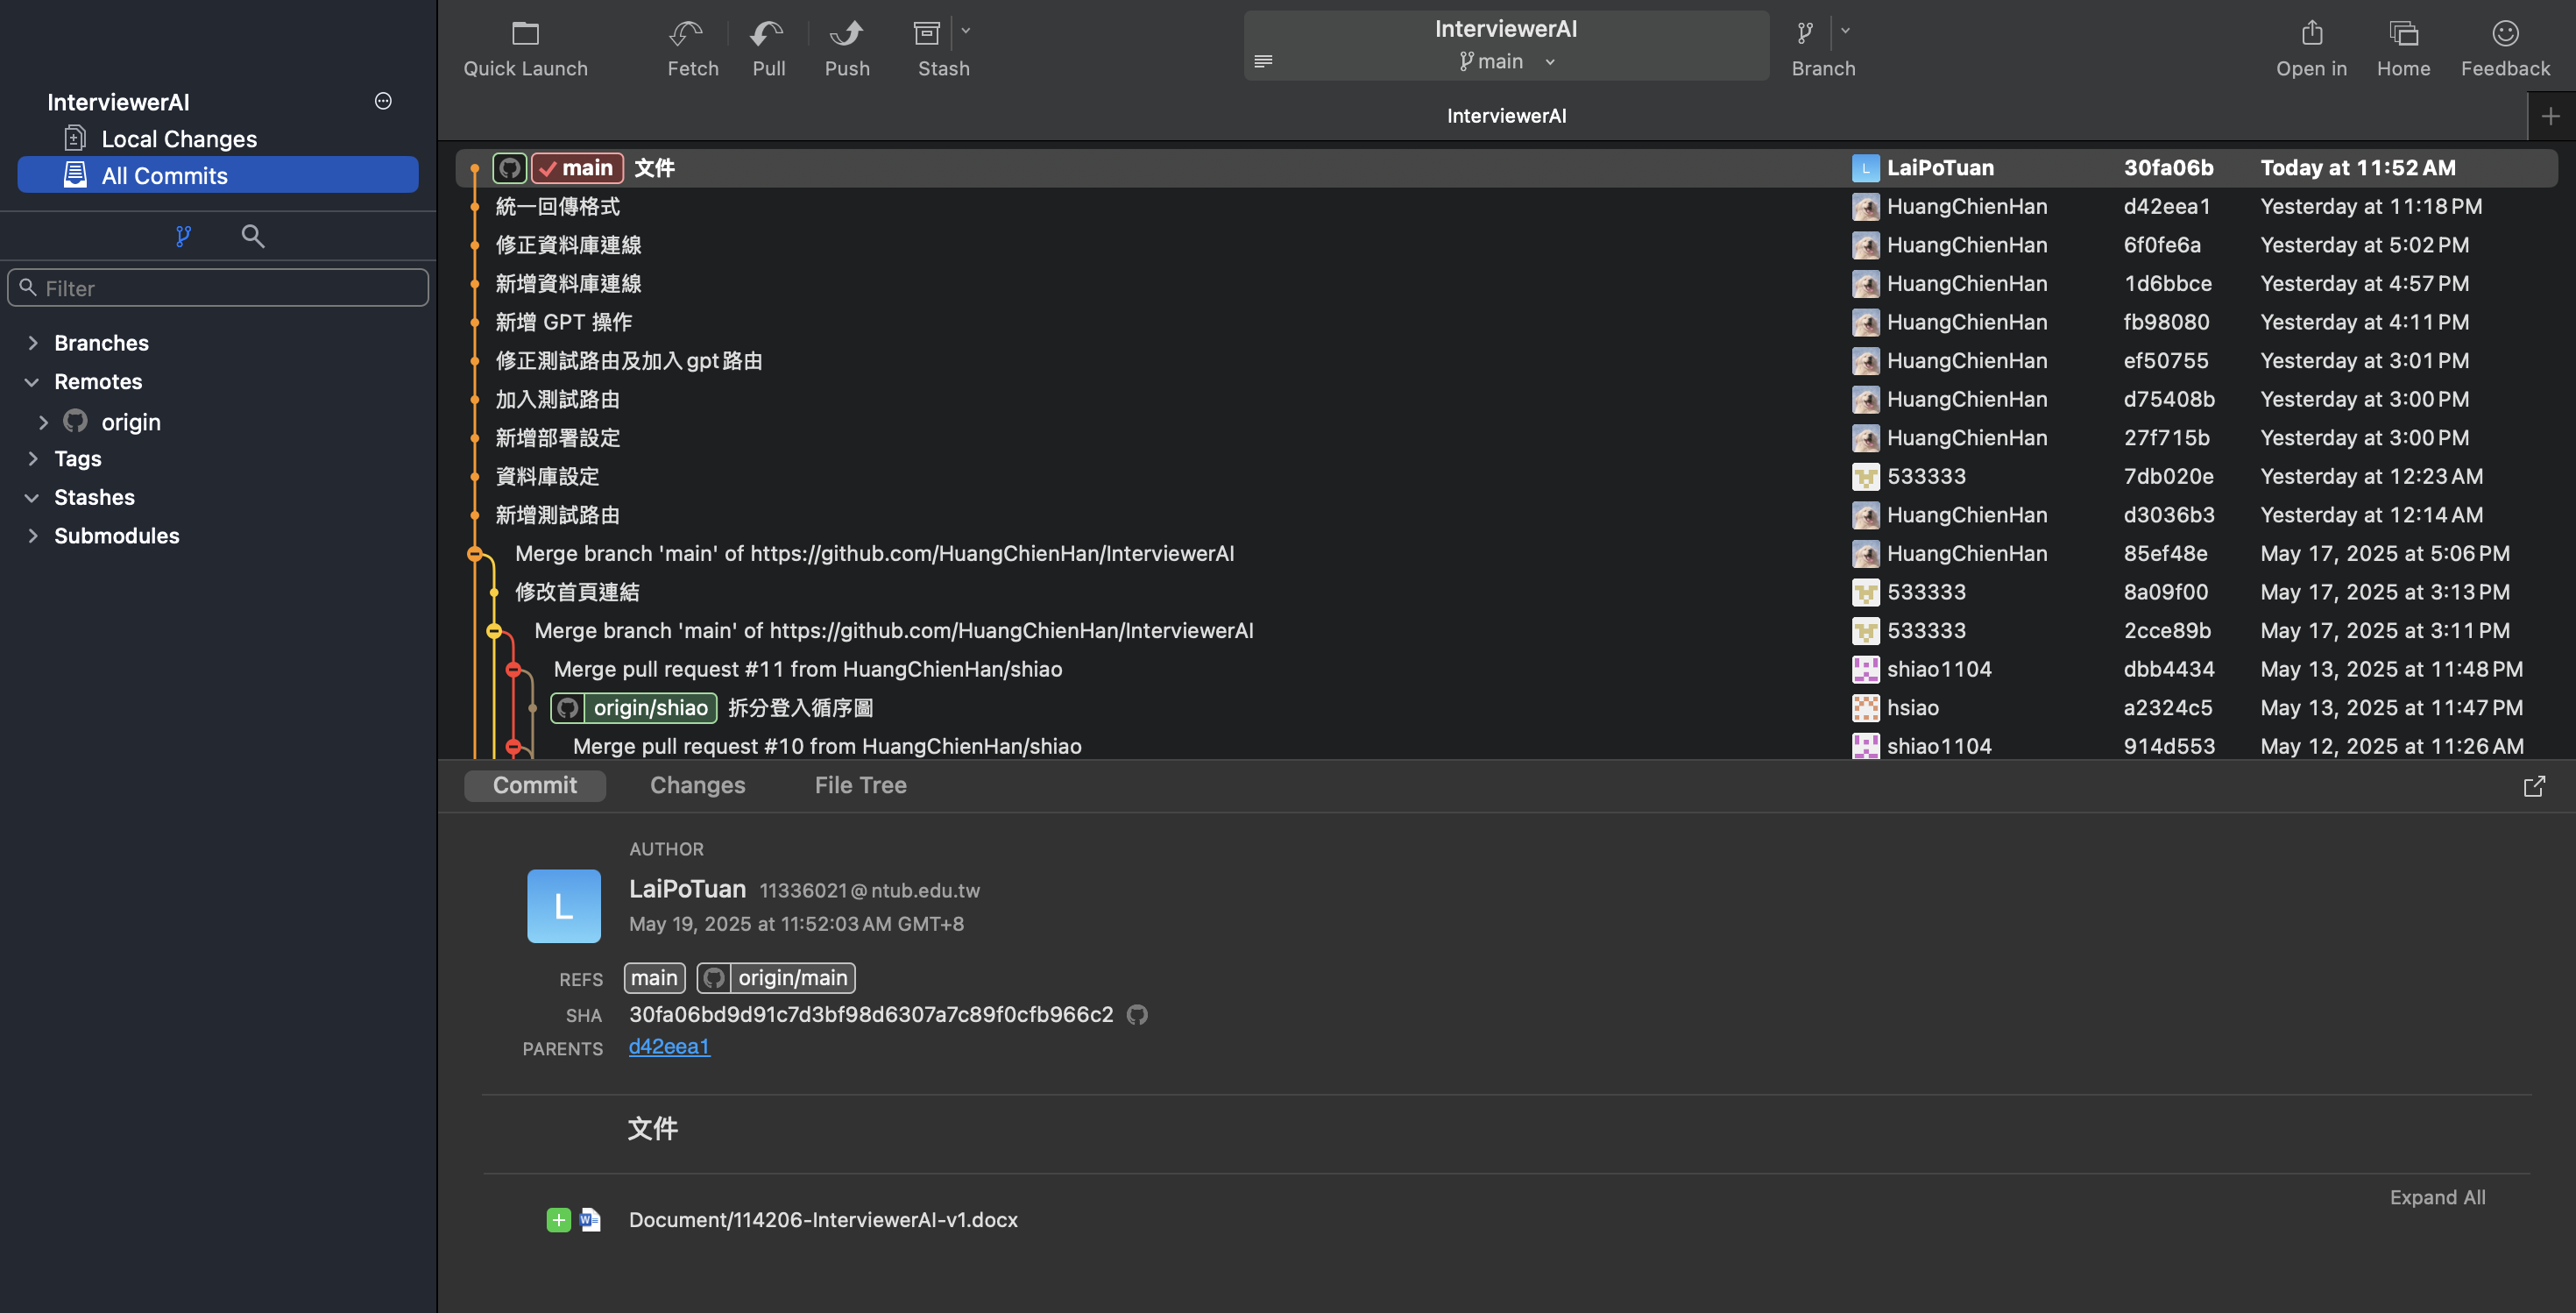 Quick Launch
Fetch
Pull
Push
Stash
InterviewerAI
main
Branch
Open in
Home
Feedback
InterviewerAI
InterviewerAI
Local Changes
All Commits
Filter
Branches
Remotes
origin
Tags
Stashes
Submodules
main 文件 LaiPoTuan 30fa06b Today at 11:52 AM
統一回傳格式 HuangChienHan d42eea1 Yesterday at 11:18 PM
修正資料庫連線 HuangChienHan 6f0fe6a Yesterday at 5:02 PM
新增資料庫連線 HuangChienHan 1d6bbce Yesterday at 4:57 PM
新增 GPT 操作 HuangChienHan fb98080 Yesterday at 4:11 PM
修正測試路由及加入gpt路由 HuangChienHan ef50755 Yesterday at 3:01 PM
加入測試路由 HuangChienHan d75408b Yesterday at 3:00 PM
新增部署設定 HuangChienHan 27f715b Yesterday at 3:00 PM
資料庫設定 533333 7db020e Yesterday at 12:23 AM
新增測試路由 HuangChienHan d3036b3 Yesterday at 12:14 AM
Merge branch 'main' of https://github.com/HuangChienHan/InterviewerAI HuangChienHan 85ef48e May 17, 2025 at 5:06 PM
修改首頁連結 533333 8a09f00 May 17, 2025 at 3:13 PM
Merge branch 'main' of https://github.com/HuangChienHan/InterviewerAI 533333 2cce89b May 17, 2025 at 3:11 PM
Merge pull request #11 from HuangChienHan/shiao shiao1104 dbb4434 May 13, 2025 at 11:48 PM
origin/shiao 拆分登入循序圖 hsiao a2324c5 May 13, 2025 at 11:47 PM
Merge pull request #10 from HuangChienHan/shiao shiao1104 914d553 May 12, 2025 at 11:26 AM
Commit
Changes
File Tree
AUTHOR
L
LaiPoTuan 11336021@ntub.edu.tw
May 19, 2025 at 11:52:03 AM GMT+8
REFS main origin/main
SHA 30fa06bd9d91c7d3bf98d6307a7c89f0cfb966c2
PARENTS d42eea1
文件
Expand All
Document/114206-InterviewerAI-v1.docx